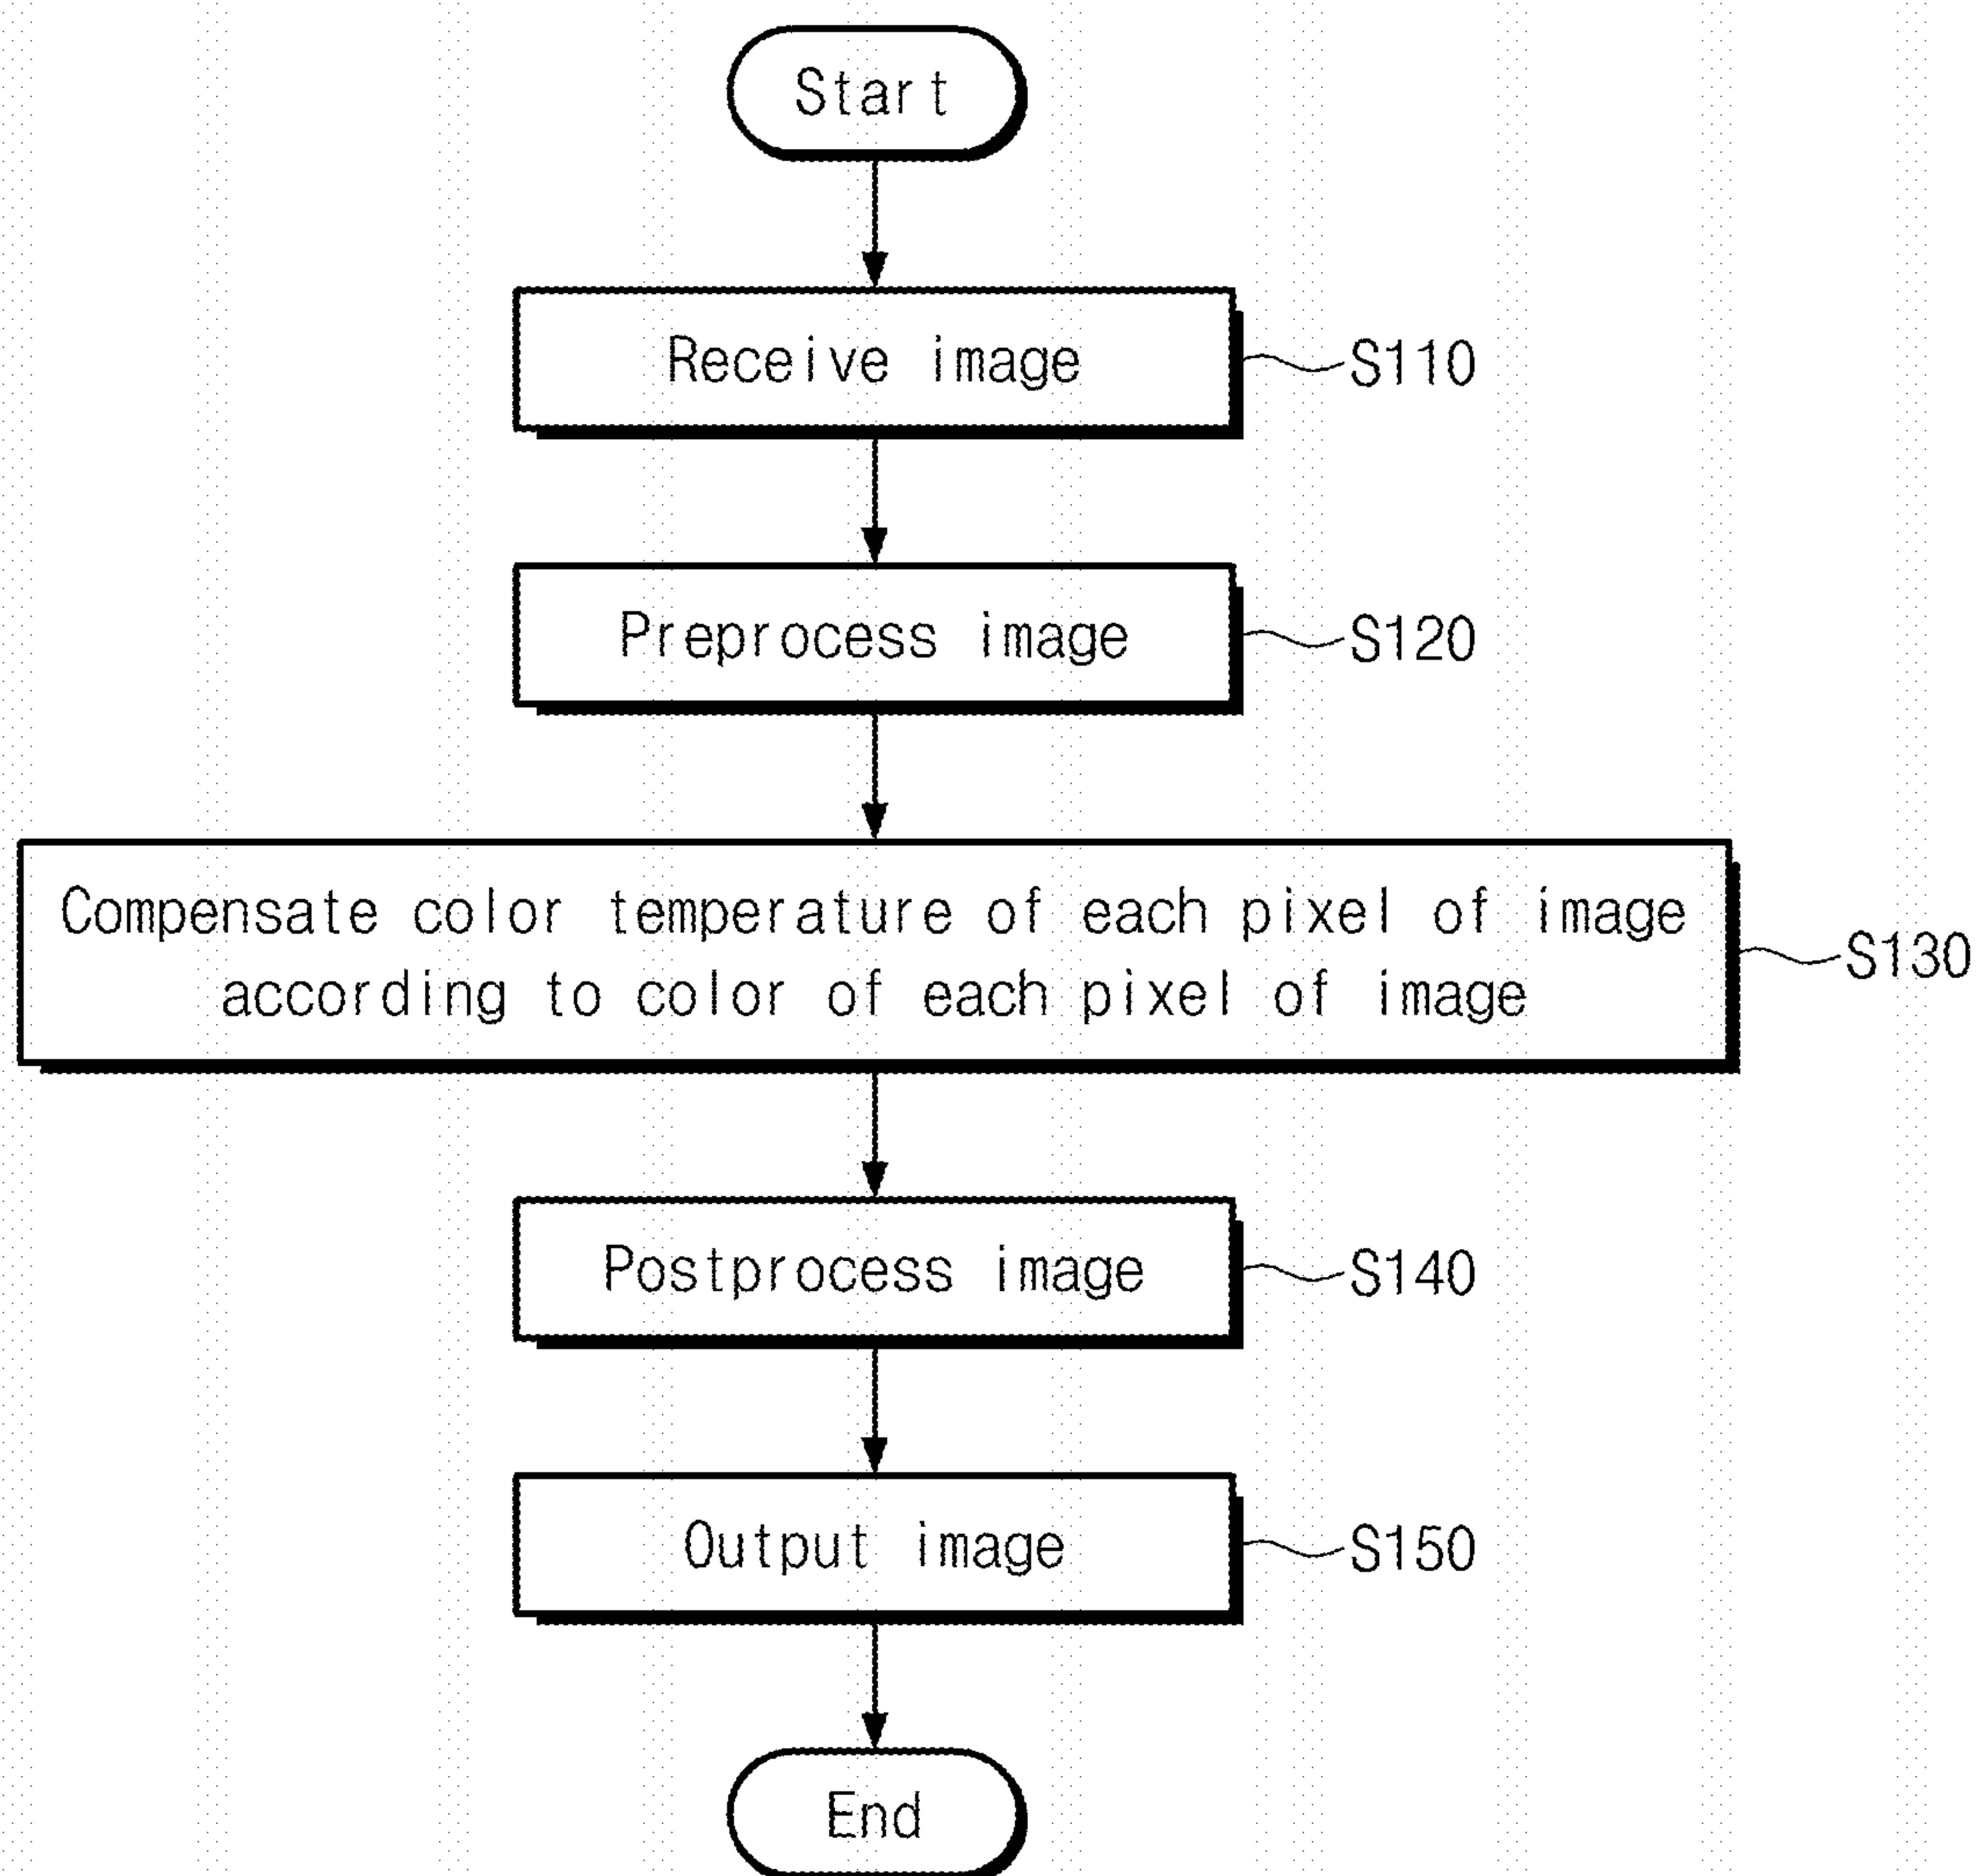 Start
Receive image
S110
Preprocess image
S120
Compensate color temperature of each pixel of image
according to color of each pixel of image
S130
Postprocess image
S140
Output image
S150
End